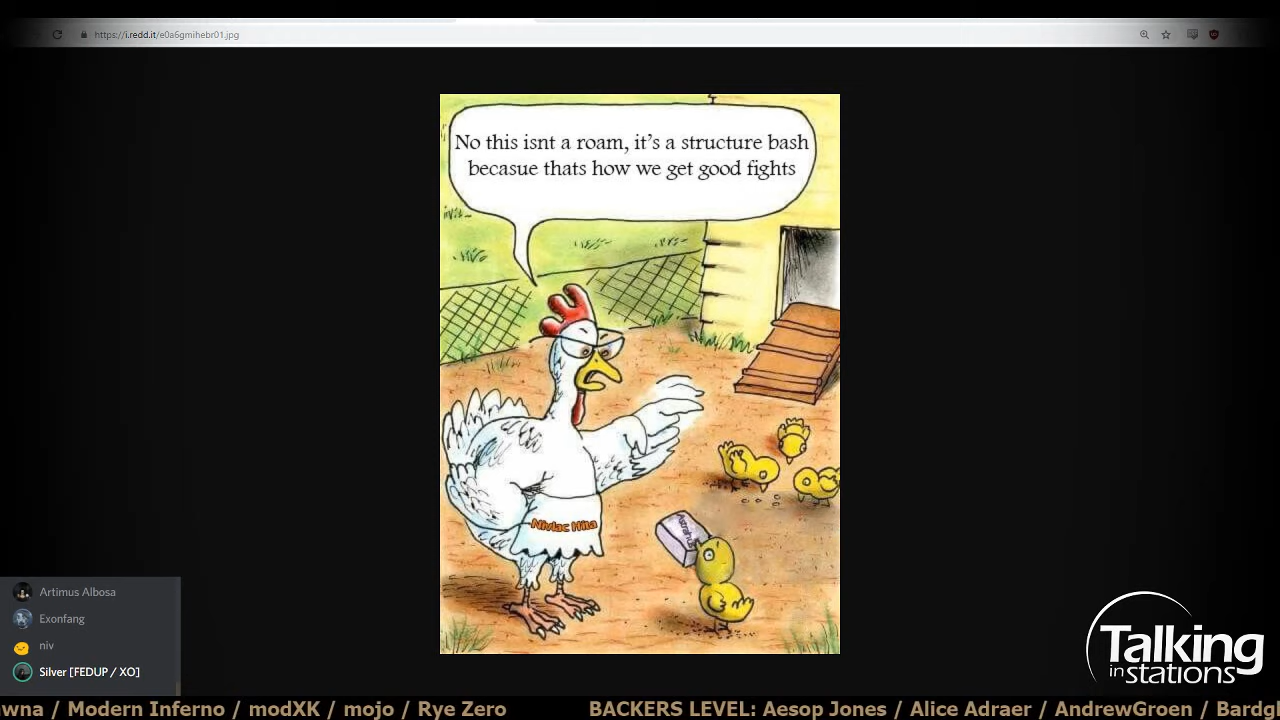 https://i.redd.it/e0a6gmihebr01.jpg
No this isnt a roam, it's a structure bash
becasue thats how we get good fights
Nivlac Hita
Astrahus
Artimus Albosa
Exonfang
niv
Silver [FEDUP / XO]
Talking
in stations
wna / Modern Inferno / modXK / mojo / Rye Zero BACKERS LEVEL: Aesop Jones / Alice Adraer / AndrewGroen / Bardg